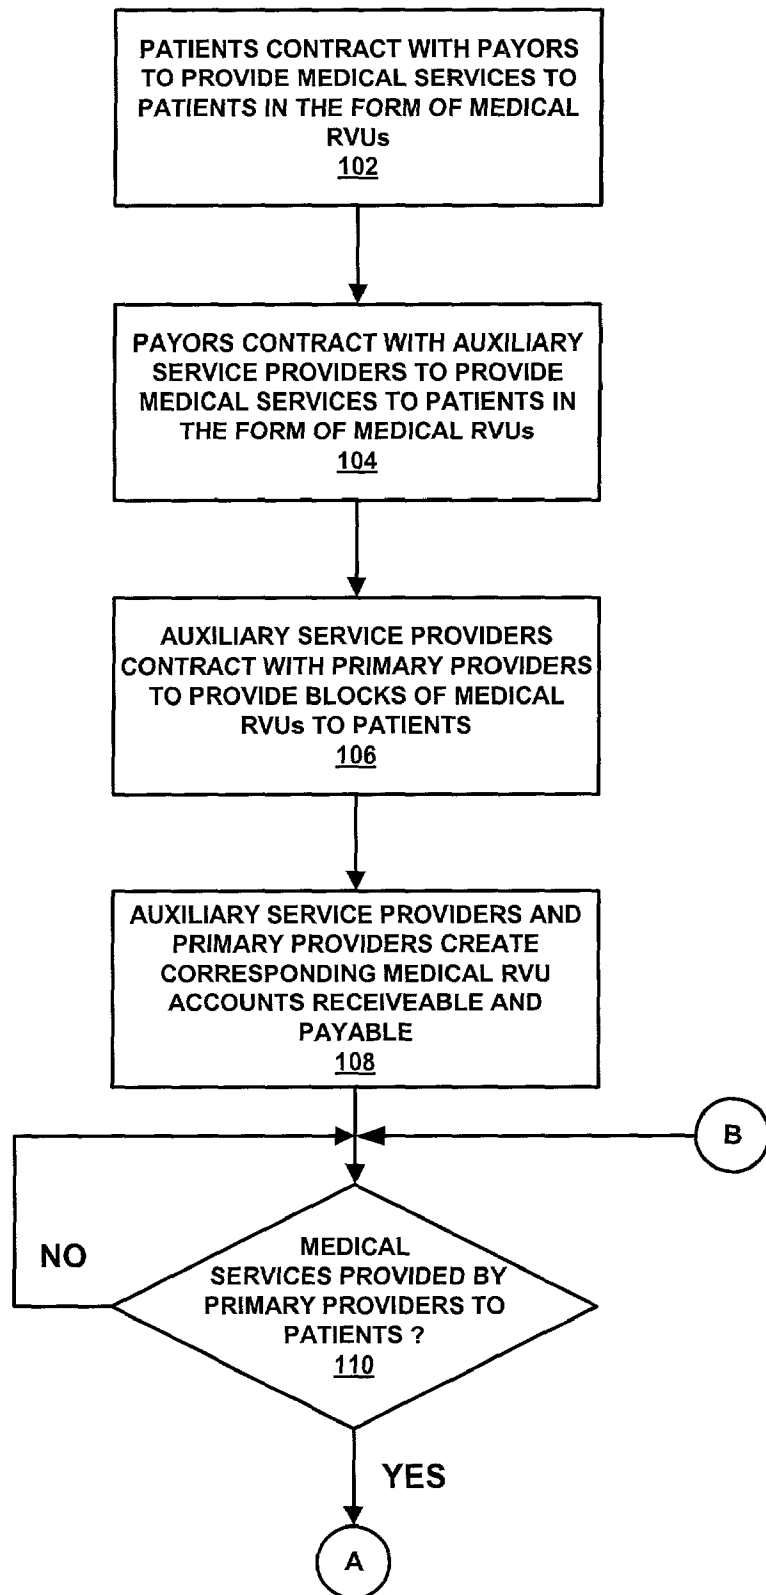 PATIENTS CONTRACT WITH PAYORS
TO PROVIDE MEDICAL SERVICES TO
PATIENTS IN THE FORM OF MEDICAL
RVUs
102
PAYORS CONTRACT WITH AUXILIARY
SERVICE PROVIDERS TO PROVIDE
MEDICAL SERVICES TO PATIENTS IN
THE FORM OF MEDICAL RVUs
104
AUXILIARY SERVICE PROVIDERS
CONTRACT WITH PRIMARY PROVIDERS
TO PROVIDE BLOCKS OF MEDICAL
RVUs TO PATIENTS
106
AUXILIARY SERVICE PROVIDERS AND
PRIMARY PROVIDERS CREATE
CORRESPONDING MEDICAL RVU
ACCOUNTS RECEIVEABLE AND
PAYABLE
108
B
NO
MEDICAL
SERVICES PROVIDED BY
PRIMARY PROVIDERS TO
PATIENTS ?
110
YES
A